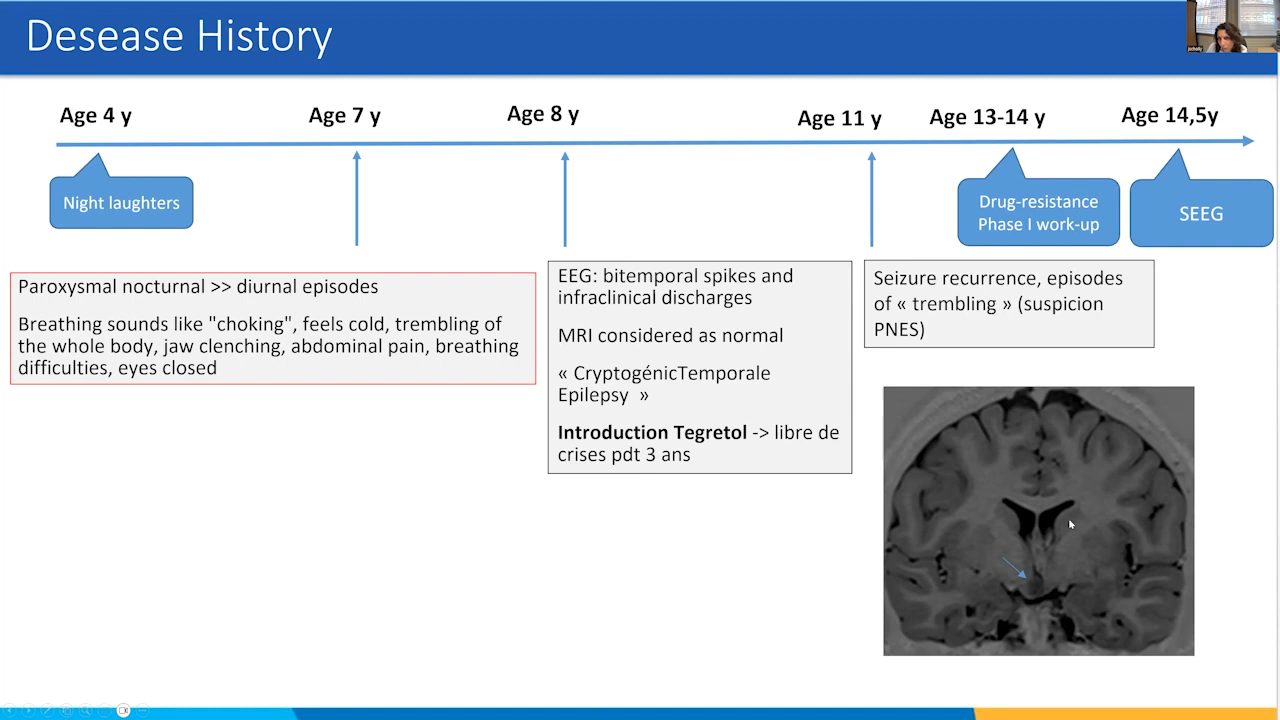 Desease History
Age 4 y
Age 7 y
Age 8 y
Age 11 y
Age 13-14 y
Age 14,5y
Night laughters
Drug-resistance
Phase I work-up
SEEG
Paroxysmal nocturnal >> diurnal episodes
Breathing sounds like "choking", feels cold, trembling of
the whole body, jaw clenching, abdominal pain, breathing
difficulties, eyes closed
EEG: bitemporal spikes and
infraclinical discharges
MRI considered as normal
« CryptogénicTemporale
Epilepsy  »
Introduction Tegretol -> libre de
crises pdt 3 ans
Seizure recurrence, episodes
of « trembling » (suspicion
PNES)